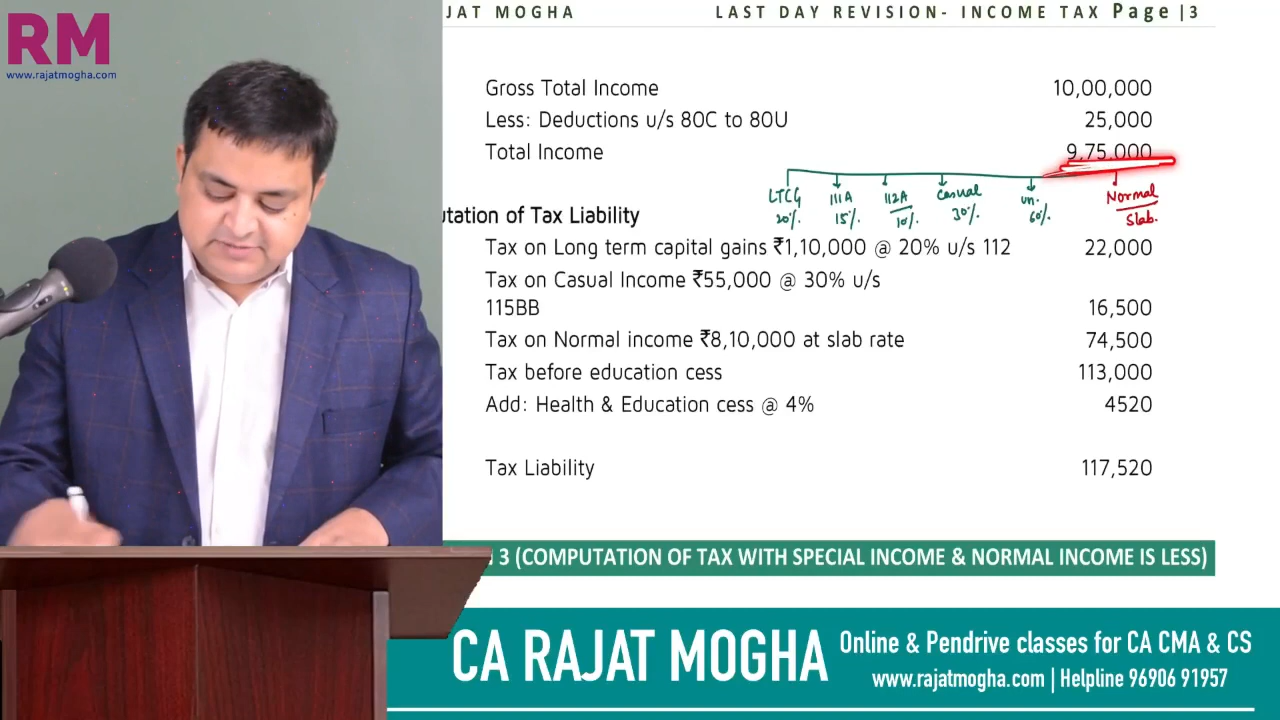 RM
www.rajatmogha.com
JAT MOGHA LAST DAY REVISION- INCOME TAX Page |3
Gross Total Income 10,00,000
Less: Deductions u/s 80C to 80U 25,000
Total Income 9,75,000
LTCG 111A 112A Casual un. Normal
20%. 15%. 10%. 30%. 60%. Slab.
utation of Tax Liability
Tax on Long term capital gains ₹1,10,000 @ 20% u/s 112 22,000
Tax on Casual Income ₹55,000 @ 30% u/s
115BB 16,500
Tax on Normal income ₹8,10,000 at slab rate 74,500
Tax before education cess 113,000
Add: Health & Education cess @ 4% 4520
Tax Liability 117,520
3 (COMPUTATION OF TAX WITH SPECIAL INCOME & NORMAL INCOME IS LESS)
CA RAJAT MOGHA
Online & Pendrive classes for CA CMA & CS
www.rajatmogha.com | Helpline 96906 91957